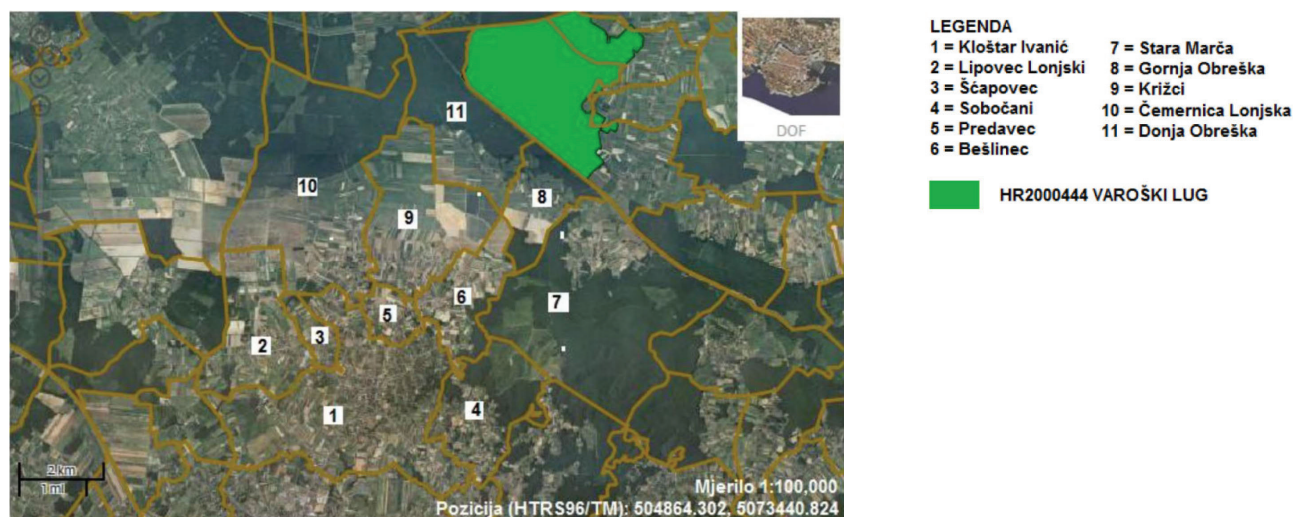 DOF
11
10
8
9
6
7
5
3
2
4
1
2 km
1 mi
Mjerilo 1:100,000
Pozicija (HTRS96/TM): 504864.302, 5073440.824
LEGENDA
1 = Kloštar Ivanić
2 = Lipovec Lonjski
3 = Šćapovec
4 = Sobočani
5 = Predavec
6 = Bešlinec
7 = Stara Marča
8 = Gornja Obreška
9 = Križci
10 = Čemernica Lonjska
11 = Donja Obreška
HR2000444 VAROŠKI LUG